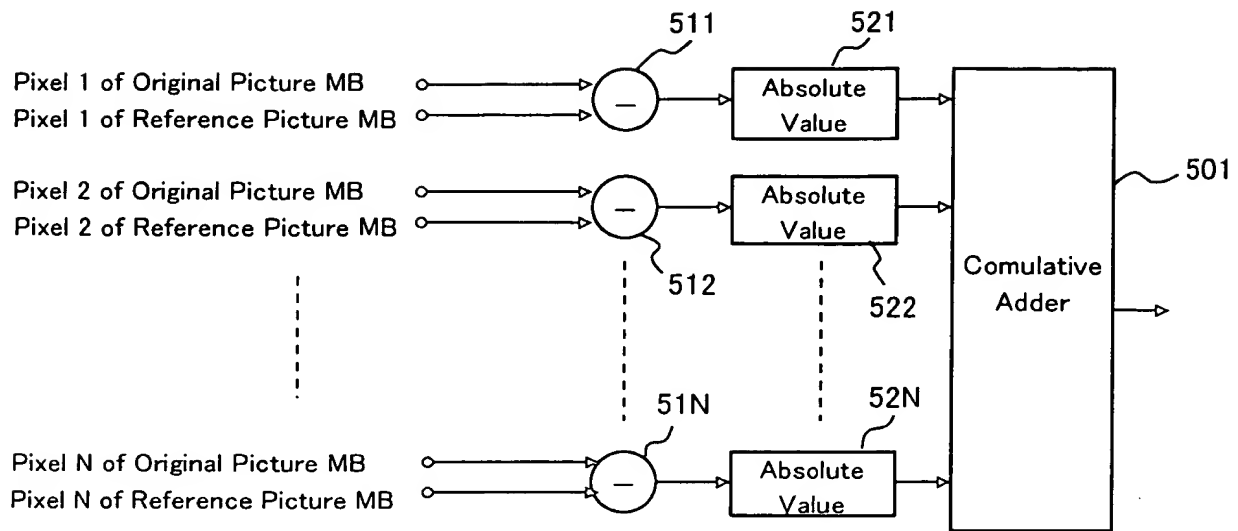 511
521
Pixel 1 of Original Picture MB
Pixel 1 of Reference Picture MB
−
Absolute
Value
501
Pixel 2 of Original Picture MB
Pixel 2 of Reference Picture MB
−
Absolute
Value
512
522
Comulative
Adder
51N
52N
Pixel N of Original Picture MB
Pixel N of Reference Picture MB
−
Absolute
Value